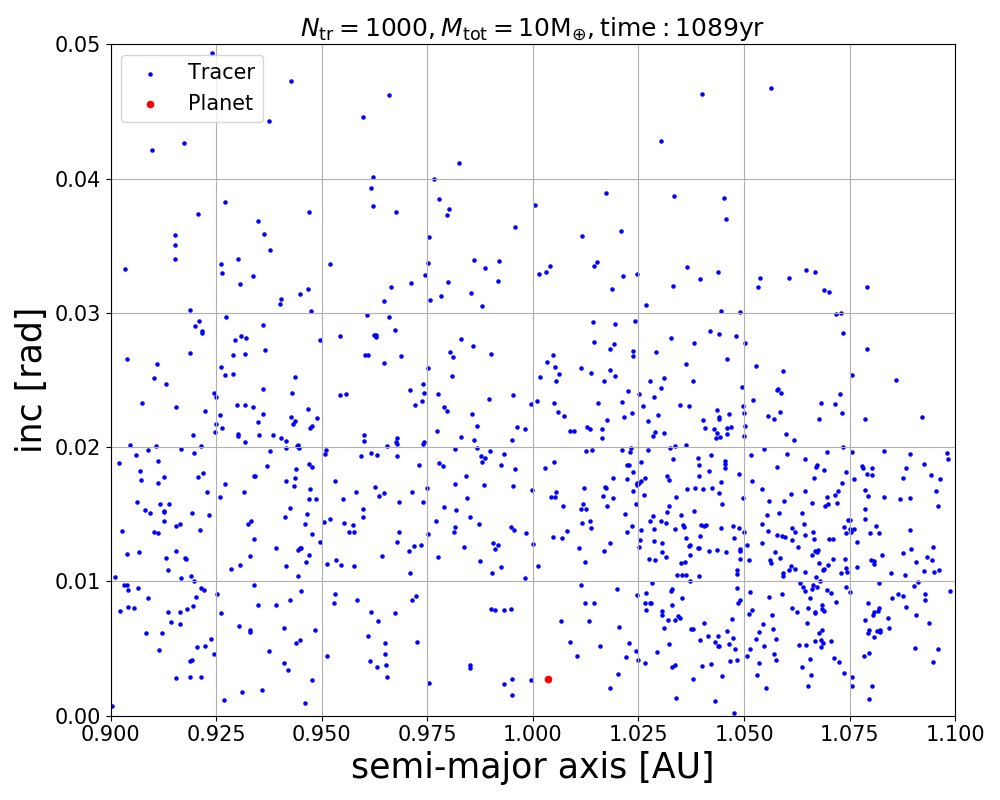 N_tr = 1000, M_tot = 10M_⊕, time : 1089yr
0.05
Tracer
Planet
0.04
0.03
inc [rad]
0.02
0.01
0.00
0.900 0.925 0.950 0.975 1.000 1.025 1.050 1.075 1.100
semi-major axis [AU]